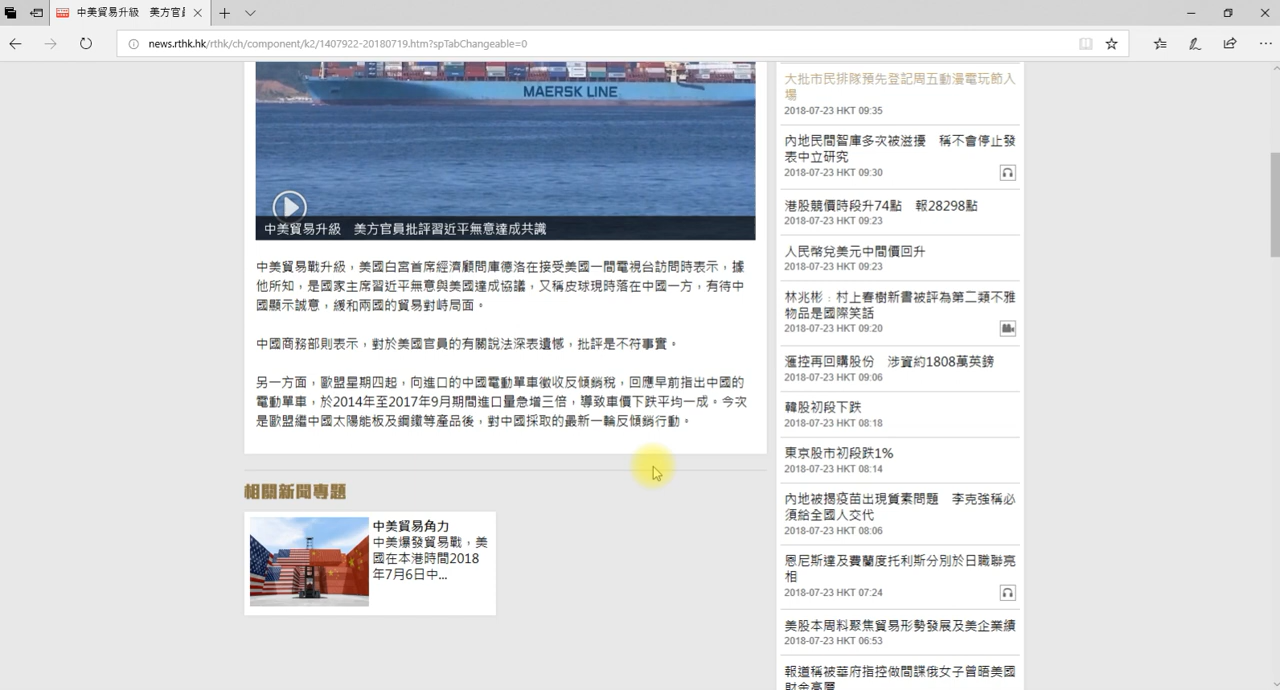 中美貿易升級　美方官員
news.rthk.hk/rthk/ch/component/k2/1407922-20180719.htm?spTabChangeable=0
MAERSK LINE
中美貿易升級　美方官員批評習近平無意達成共識
中美貿易戰升級，美國白宮首席經濟顧問庫德洛在接受美國一間電視台訪問時表示，據
他所知，是國家主席習近平無意與美國達成協議，又稱皮球現時落在中國一方，有待中
國顯示誠意，緩和兩國的貿易對峙局面。
中國商務部則表示，對於美國官員的有關說法深表遺憾，批評是不符事實。
另一方面，歐盟星期四起，向進口的中國電動單車徵收反傾銷稅，回應早前指出中國的
電動單車，於2014年至2017年9月期間進口量急增三倍，導致車價下跌平均一成。今次
是歐盟繼中國太陽能板及鋼鐵等產品後，對中國採取的最新一輪反傾銷行動。
相關新聞專題
中美貿易角力
中美爆發貿易戰，美
國在本港時間2018
年7月6日中...
大批市民排隊預先登記周五動漫電玩節入
場
2018-07-23 HKT 09:35
內地民間智庫多次被滋擾　稱不會停止發
表中立研究
2018-07-23 HKT 09:30
港股競價時段升74點　報28298點
2018-07-23 HKT 09:23
人民幣兌美元中間價回升
2018-07-23 HKT 09:23
林兆彬：村上春樹新書被評為第二類不雅
物品是國際笑話
2018-07-23 HKT 09:20
滙控再回購股份　涉資約1808萬英鎊
2018-07-23 HKT 09:06
韓股初段下跌
2018-07-23 HKT 08:18
東京股市初段跌1%
2018-07-23 HKT 08:14
內地被揭疫苗出現質素問題　李克強稱必
須給全國人交代
2018-07-23 HKT 08:06
恩尼斯達及費蘭度托利斯分別於日職聯亮
相
2018-07-23 HKT 07:24
美股本周料聚焦貿易形勢發展及美企業績
2018-07-23 HKT 06:53
報道稱被華府指控做間諜俄女子曾晤美國
財金高層